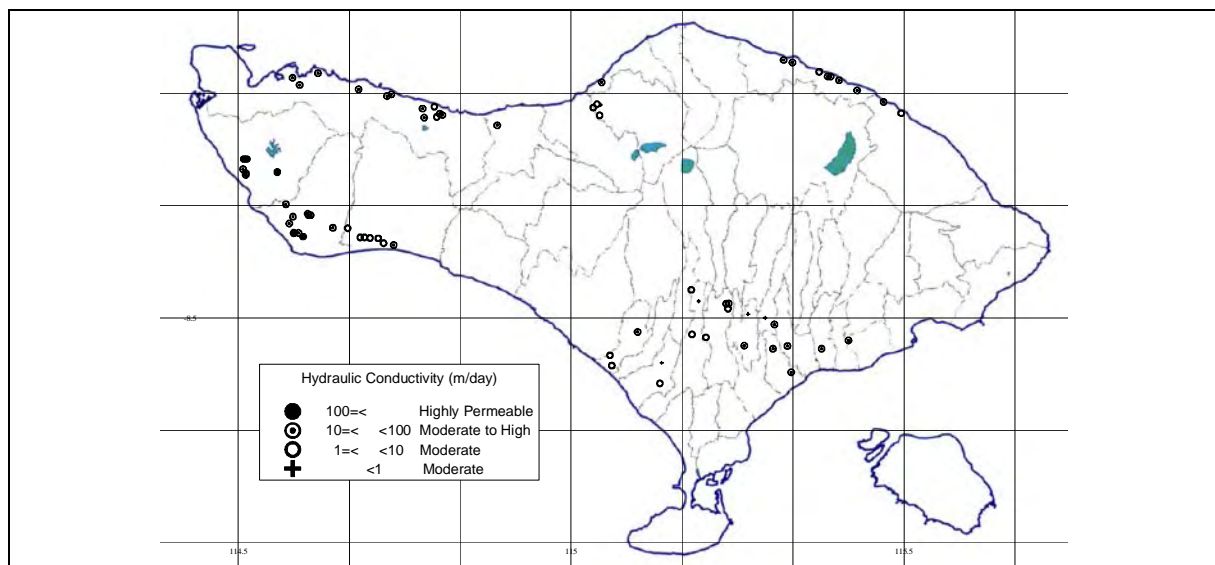 -8.5
Hydraulic Conductivity (m/day)
100=< Highly Permeable
10=< <100 Moderate to High
1=< <10 Moderate
<1 Moderate
114.5 115 115.5